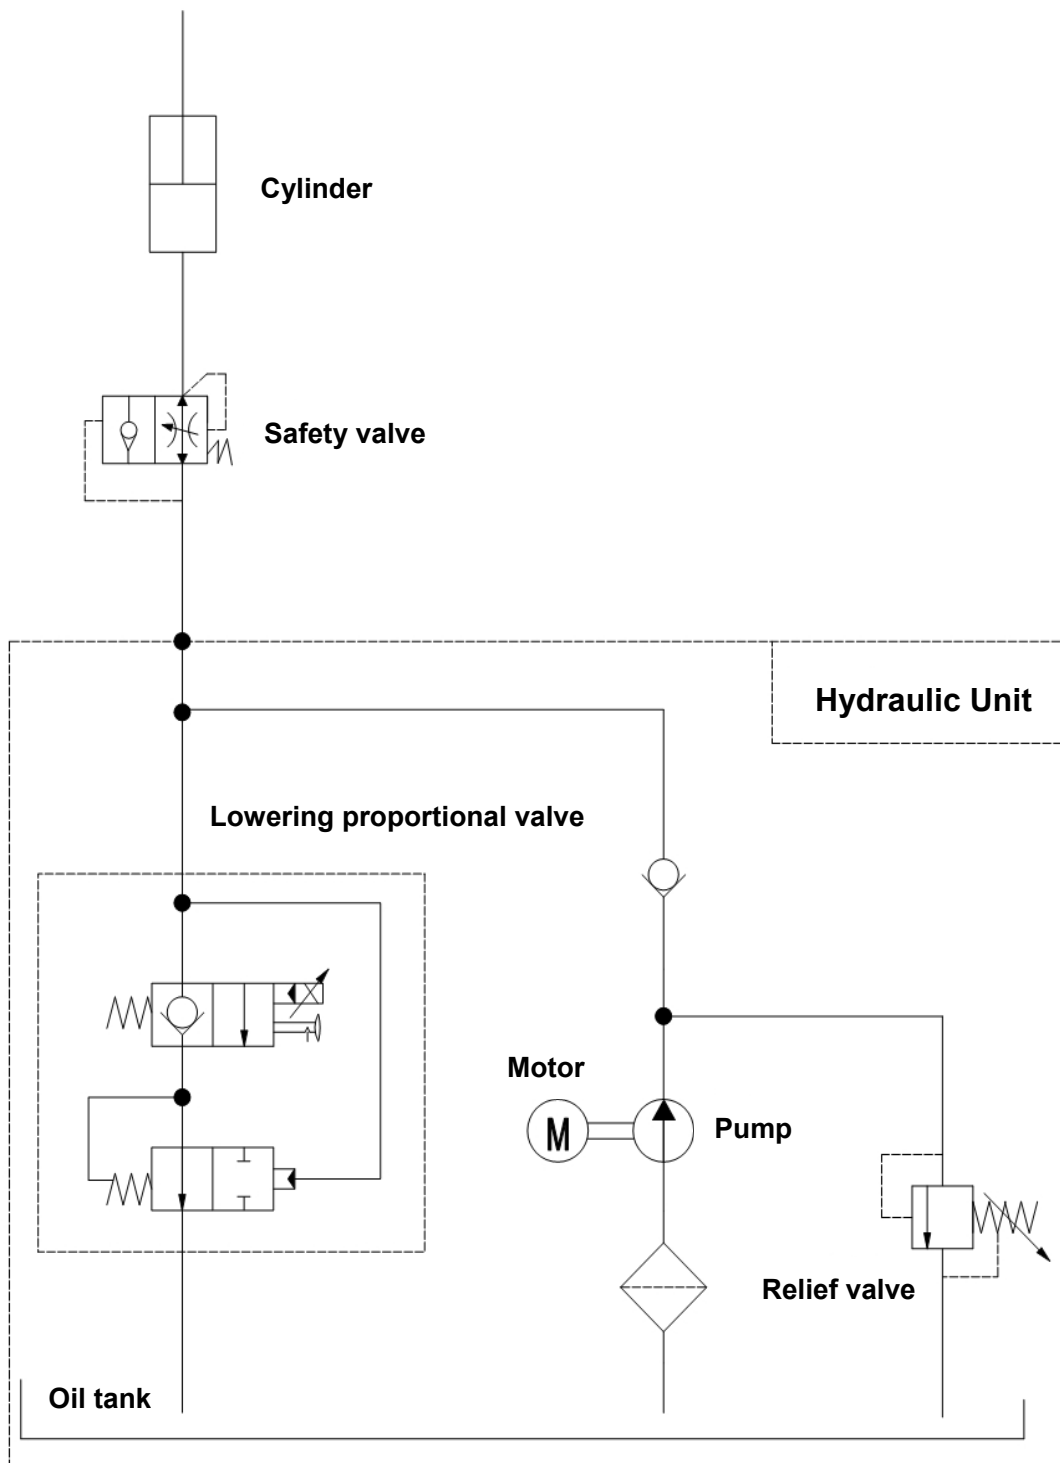 Cylinder
Safety valve
Hydraulic Unit
Lowering proportional valve
Motor
M
Pump
Relief valve
Oil tank